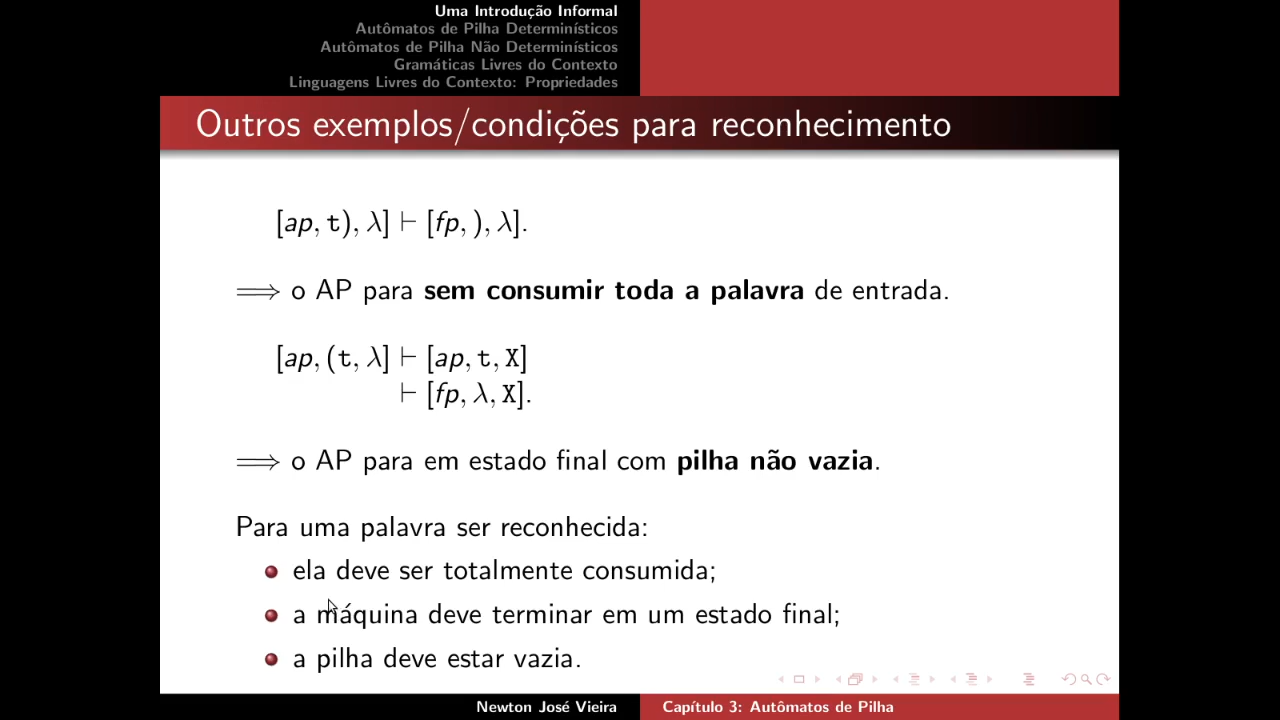 Uma Introdução Informal
Autômatos de Pilha Determinísticos
Autômatos de Pilha Não Determinísticos
Gramáticas Livres do Contexto
Linguagens Livres do Contexto: Propriedades
Outros exemplos/condições para reconhecimento
[ap, t), λ] ⊢ [fp, ), λ].
⟹ o AP para sem consumir toda a palavra de entrada.
[ap, (t, λ] ⊢ [ap, t, X]
⊢ [fp, λ, X].
⟹ o AP para em estado final com pilha não vazia.
Para uma palavra ser reconhecida:
ela deve ser totalmente consumida;
a máquina deve terminar em um estado final;
a pilha deve estar vazia.
Newton José Vieira
Capítulo 3: Autômatos de Pilha